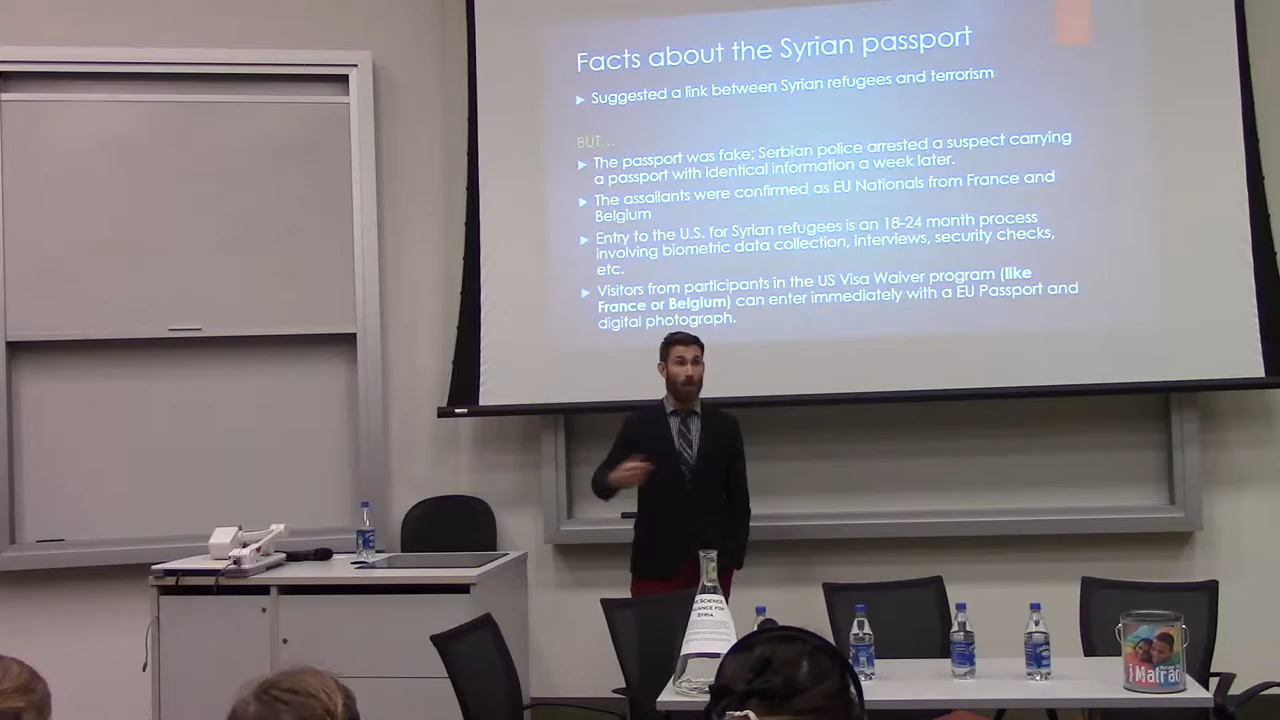 Facts about the Syrian passport
Suggested a link between Syrian refugees and terrorism
BUT...
The passport was fake; Serbian police arrested a suspect carrying
a passport with identical information a week later.
The assailants were confirmed as EU Nationals from France and
Belgium
Entry to the U.S. for Syrian refugees is an 18-24 month process
involving biometric data collection, interviews, security checks,
etc.
Visitors from participants in the US Visa Waiver program (like
France or Belgium) can enter immediately with a EU Passport and
digital photograph.
SCIENCE
FOR
SYRIA